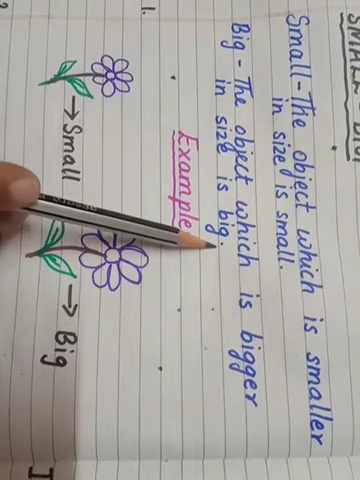 Small-The object which is smaller
in size is small.
Big - The object which is bigger
in size is big.
Example
1.
→ Small
→ Big